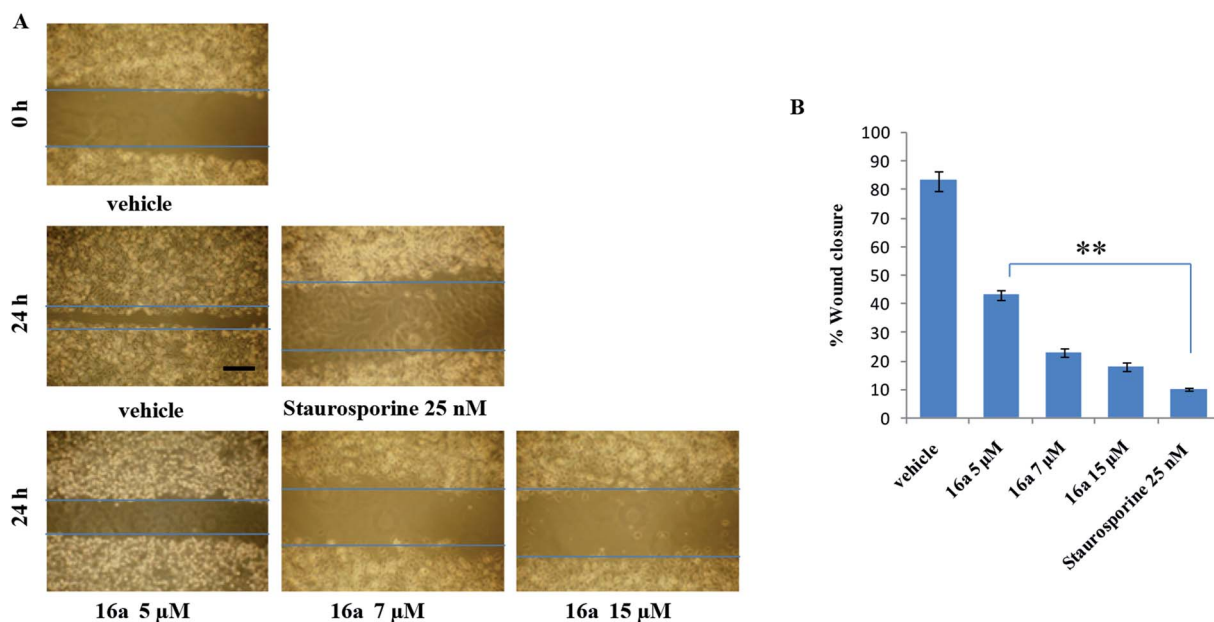 A
0 h
vehicle
24 h
vehicle
Staurosporine 25 nM
24 h
16a 5 µM
16a 7 µM
16a 15 µM
B
% Wound closure
100
90
80
70
60
50
40
30
20
10
0
**
vehicle
16a 5 µM
16a 7 µM
16a 15 µM
Staurosporine 25 nM